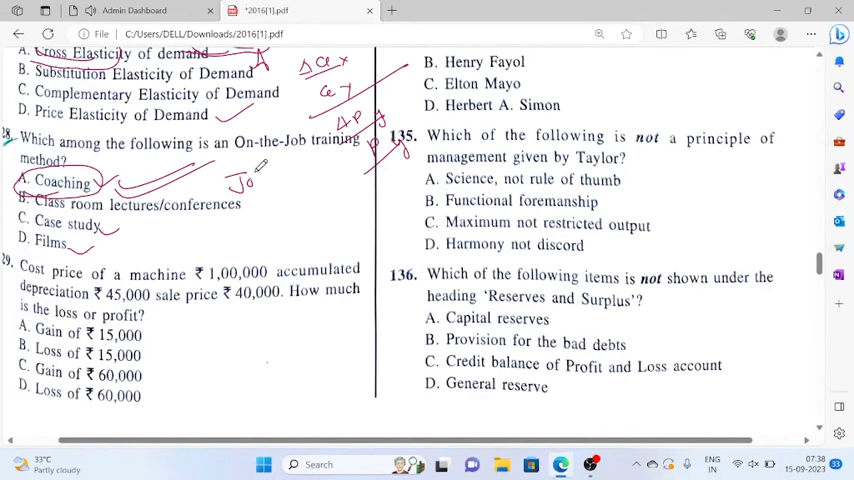 Admin Dashboard
*2016[1].pdf
File
C:/Users/DELL/Downloads/2016[1].pdf
A. Cross Elasticity of demand
B. Substitution Elasticity of Demand
C. Complementary Elasticity of Demand
D. Price Elasticity of Demand
28. Which among the following is an On-the-Job training
method?
A. Coaching
B. Class room lectures/conferences
C. Case study
D. Films
Jo
29. Cost price of a machine ₹ 1,00,000 accumulated
depreciation ₹ 45,000 sale price ₹ 40,000. How much
is the loss or profit?
A. Gain of ₹ 15,000
B. Loss of ₹ 15,000
C. Gain of ₹ 60,000
D. Loss of ₹ 60,000
B. Henry Fayol
C. Elton Mayo
D. Herbert A. Simon
135. Which of the following is not a principle of
management given by Taylor?
A. Science, not rule of thumb
B. Functional foremanship
C. Maximum not restricted output
D. Harmony not discord
136. Which of the following items is not shown under the
heading 'Reserves and Surplus'?
A. Capital reserves
B. Provision for the bad debts
C. Credit balance of Profit and Loss account
D. General reserve
33°C
Partly cloudy
Search
ENG
IN
07:38
15-09-2023
33